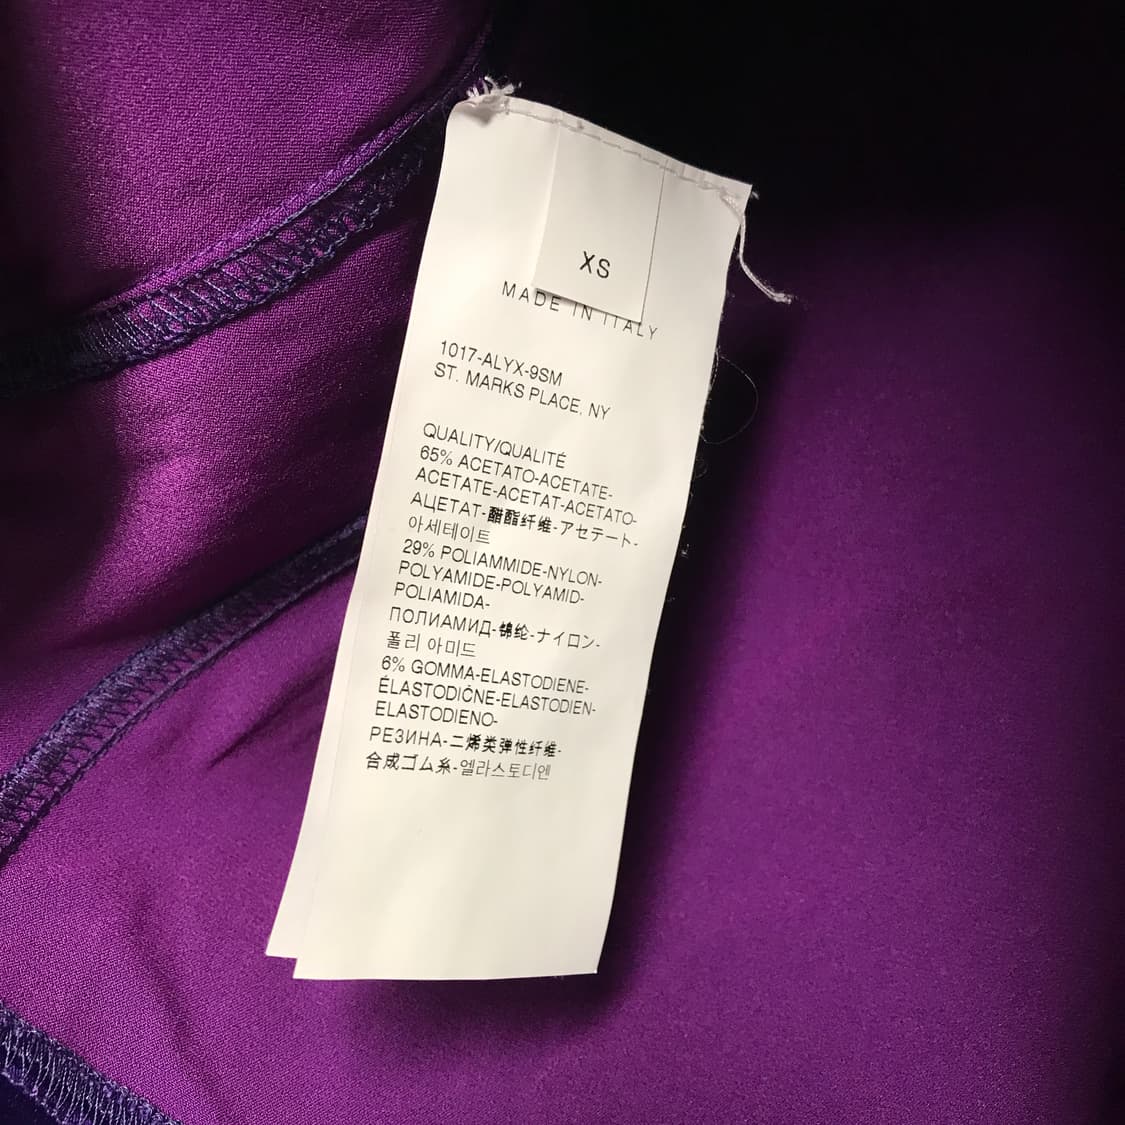 XS
MADE IN ITALY
1017-ALYX-9SM
ST. MARKS PLACE, NY
QUALITY/QUALITÉ
65% ACETATO-ACETATE-
ACETATE-ACETAT-ACETATO-
АЦЕТАТ-醋酯纤维-アセテート-
아세테이트
29% POLIAMMIDE-NYLON-
POLYAMIDE-POLYAMID-
POLIAMIDA-
ПОЛИАМИД-锦纶-ナイロン-
폴리 아미드
6% GOMMA-ELASTODIENE-
ÉLASTODIČNE-ELASTODIEN-
ELASTODIENO-
РЕЗИНА-二烯类弹性纤维-
合成ゴム糸-엘라스토디엔